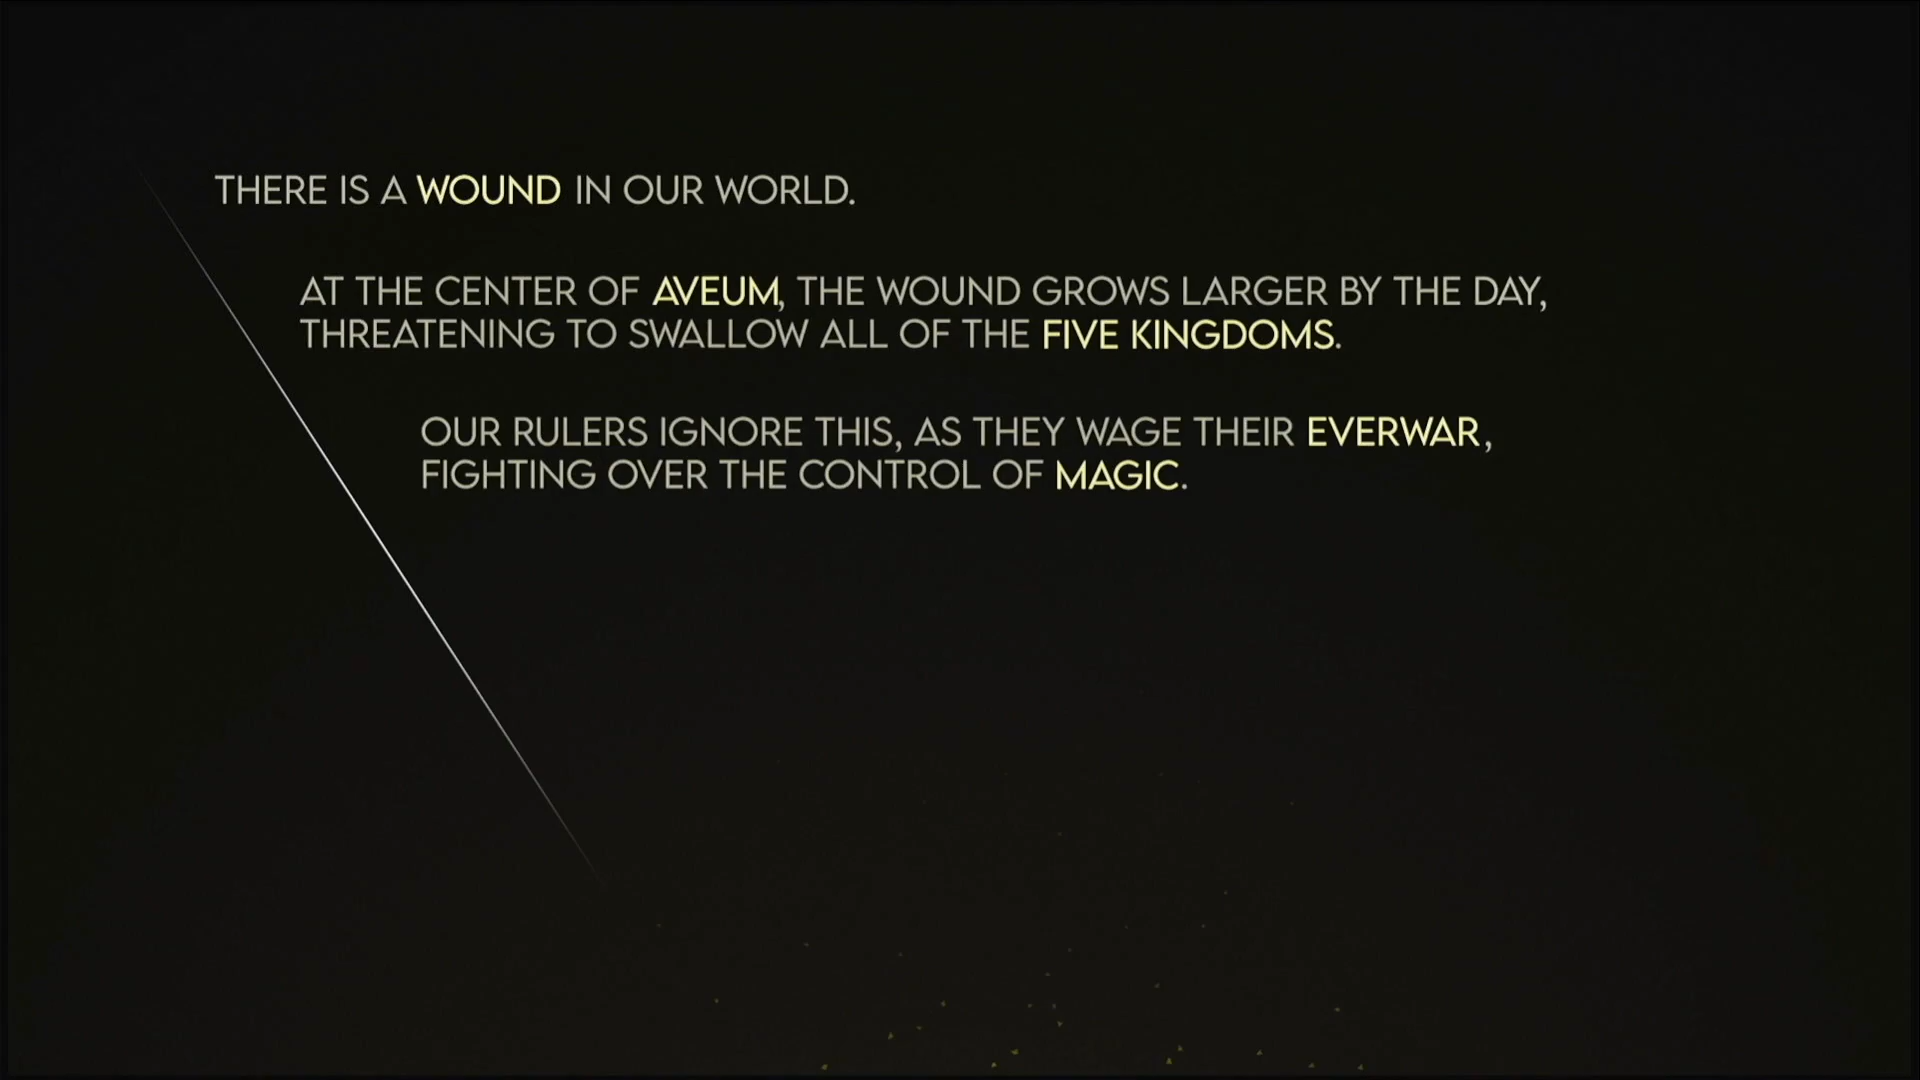 THERE IS A WOUND IN OUR WORLD.
AT THE CENTER OF AVEUM, THE WOUND GROWS LARGER BY THE DAY,
THREATENING TO SWALLOW ALL OF THE FIVE KINGDOMS.
OUR RULERS IGNORE THIS, AS THEY WAGE THEIR EVERWAR,
FIGHTING OVER THE CONTROL OF MAGIC.